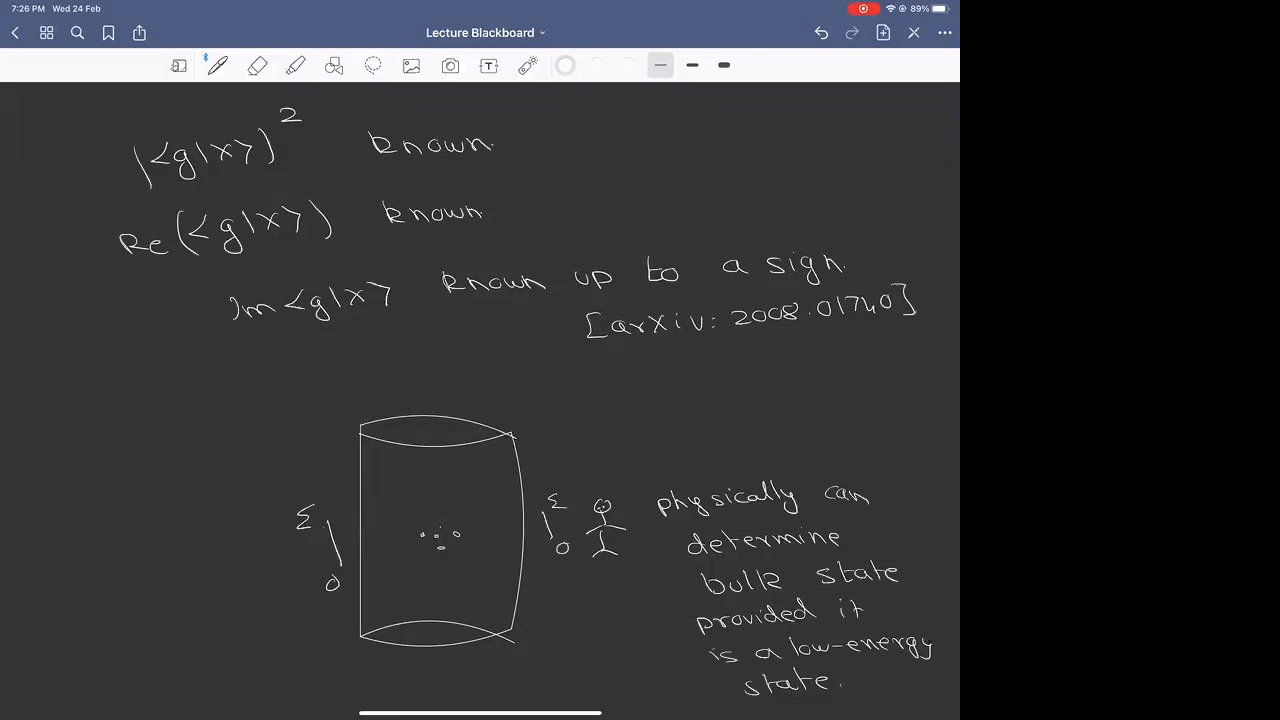 7:26 PM Wed 24 Feb
89%
Lecture Blackboard
T
|<g|x>|² known.
Re(<g|x>) known
Im <g|x> known up to a sign.
[arXiv: 2008.01740]
Σ
0
Σ
0
physically can
determine
bulk state
provided it
is a low-energy
state.